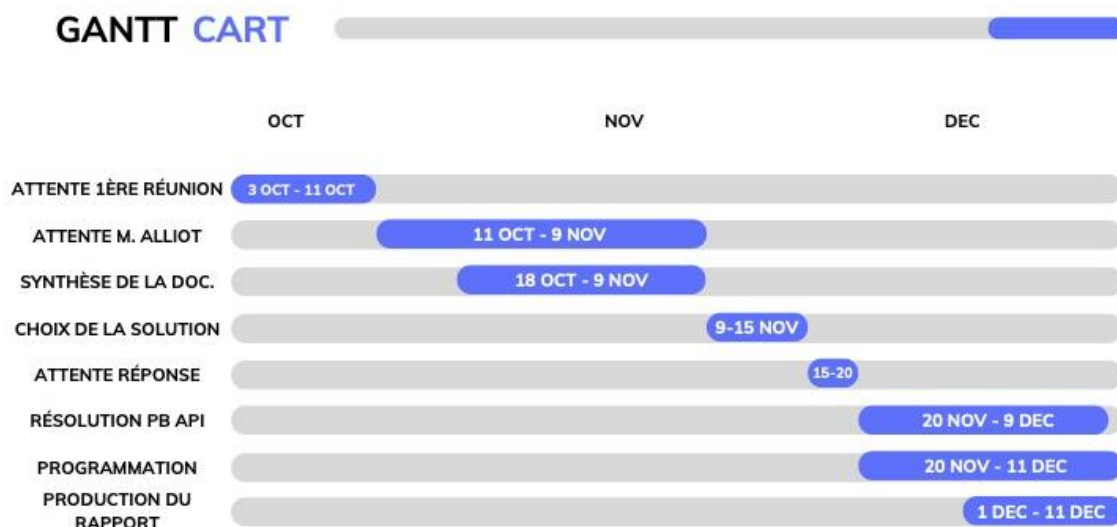 GANTT CART
OCT NOV DEC
ATTENTE 1ÈRE RÉUNION 3 OCT - 11 OCT
ATTENTE M. ALLIOT 11 OCT - 9 NOV
SYNTHÈSE DE LA DOC. 18 OCT - 9 NOV
CHOIX DE LA SOLUTION 9-15 NOV
ATTENTE RÉPONSE 15-20
RÉSOLUTION PB API 20 NOV - 9 DEC
PROGRAMMATION 20 NOV - 11 DEC
PRODUCTION DU
RAPPORT 1 DEC - 11 DEC